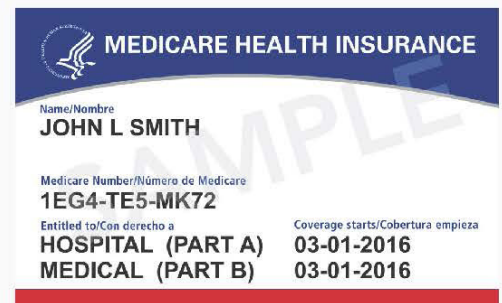 MEDICARE HEALTH INSURANCE
Name/Nombre
JOHN L SMITH
Medicare Number/Número de Medicare
1EG4-TE5-MK72
Entitled to/Con derecho a Coverage starts/Cobertura empieza
HOSPITAL (PART A) 03-01-2016
MEDICAL (PART B) 03-01-2016
SAMPLE